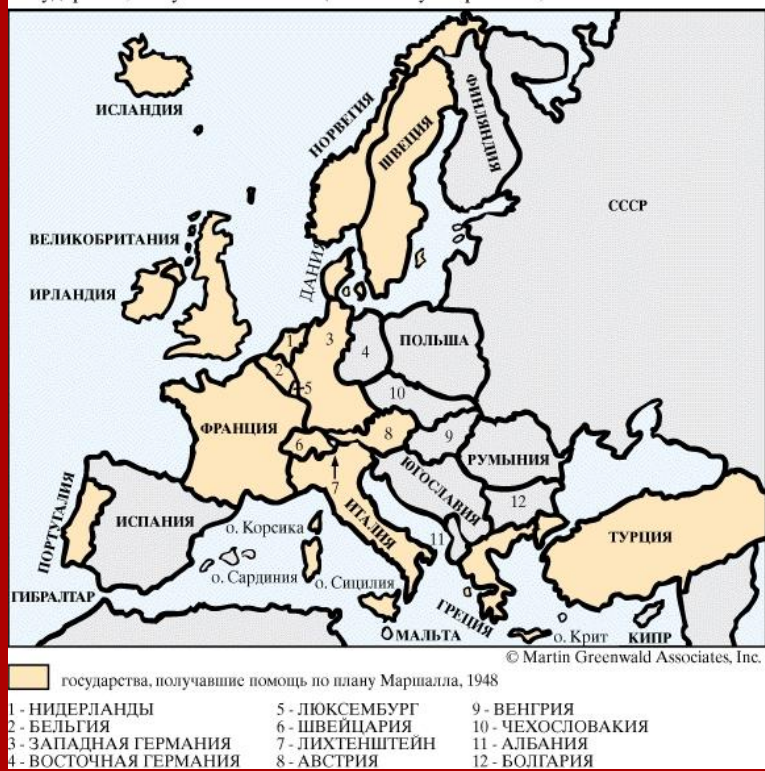 ИСЛАНДИЯ
НОРВЕГИЯ
ШВЕЦИЯ
ФИНЛЯНДИЯ
СССР
ВЕЛИКОБРИТАНИЯ
ИРЛАНДИЯ
ДАНИЯ
1
2
3
4
5
ПОЛЬША
10
ФРАНЦИЯ
6
7
8
9
РУМЫНИЯ
ЮГОСЛАВИЯ
12
11
ИТАЛИЯ
ПОРТУГАЛИЯ
ИСПАНИЯ
о. Корсика
о. Сардиния
о. Сицилия
ТУРЦИЯ
ГИБРАЛТАР
ГРЕЦИЯ
МАЛЬТА
о. Крит
КИПР
© Martin Greenwald Associates, Inc.
государства, получавшие помощь по плану Маршалла, 1948
1 - НИДЕРЛАНДЫ
2 - БЕЛЬГИЯ
3 - ЗАПАДНАЯ ГЕРМАНИЯ
4 - ВОСТОЧНАЯ ГЕРМАНИЯ
5 - ЛЮКСЕМБУРГ
6 - ШВЕЙЦАРИЯ
7 - ЛИХТЕНШТЕЙН
8 - АВСТРИЯ
9 - ВЕНГРИЯ
10 - ЧЕХОСЛОВАКИЯ
11 - АЛБАНИЯ
12 - БОЛГАРИЯ